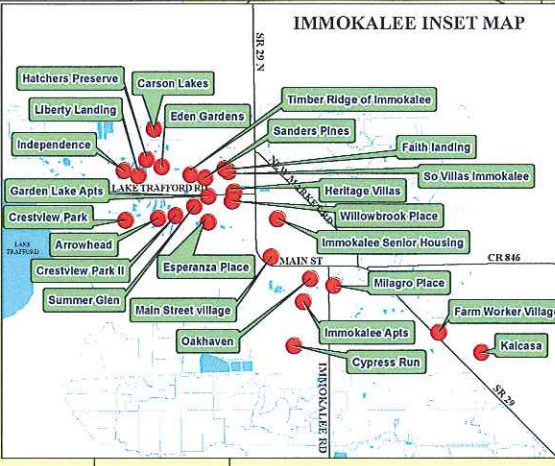 IMMOKALEE INSET MAP
SR 29 N
Hatchers Preserve
Carson Lakes
Timber Ridge of Immokalee
Liberty Landing
Eden Gardens
Sanders Pines
Independence
Faith landing
So Villas Immokalee
NEW MARKET RD
Garden Lake Apts
LAKE TRAFFORD RD
Heritage Villas
Crestview Park
Willowbrook Place
LAKE
TRAFFORD
Arrowhead
Immokalee Senior Housing
Crestview Park II
Esperanza Place
MAIN ST
CR 846
Summer Glen
Main Street village
Milagro Place
Farm Worker Village
Oakhaven
Immokalee Apts
Kalcasa
Cypress Run
IMMOKALEE RD
SR 29